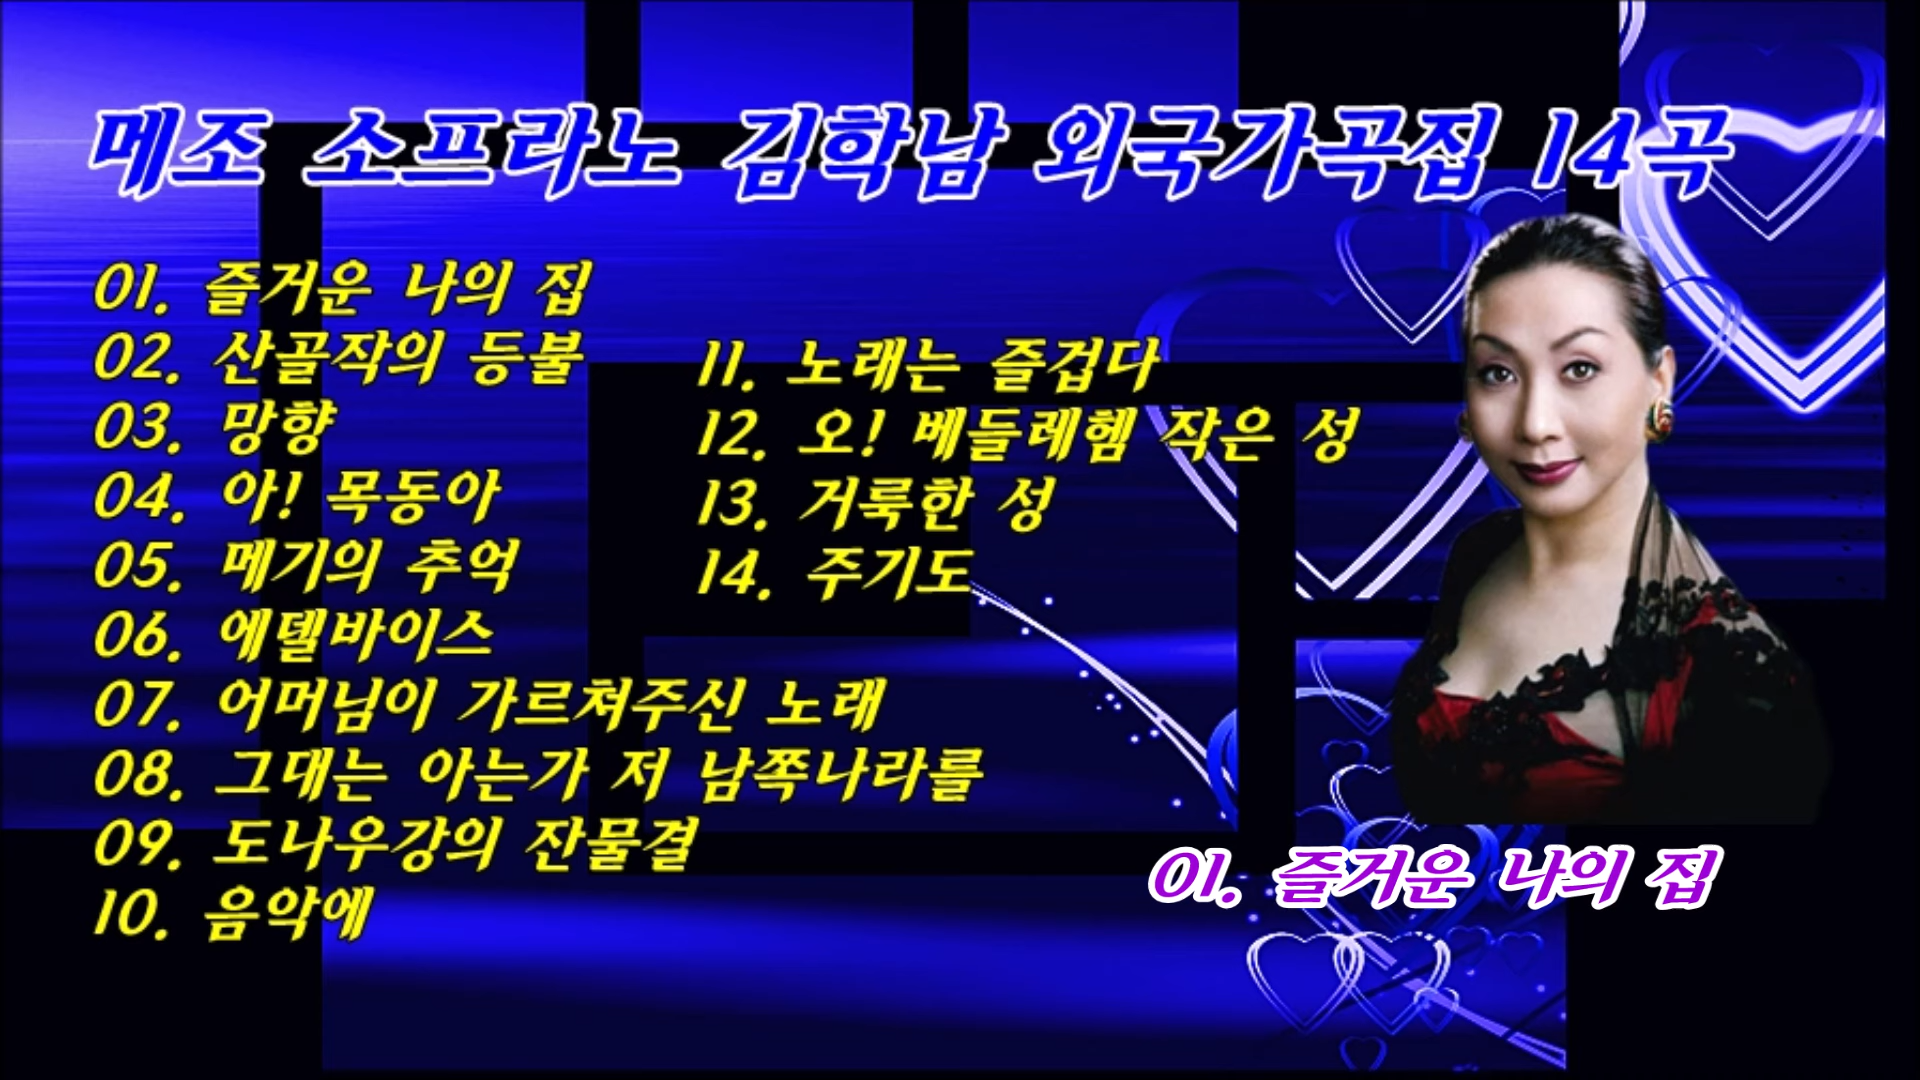 메조 소프라노 김학남 외국가곡집 14곡
01. 즐거운 나의 집
02. 산골작의 등불
03. 망향
04. 아! 목동아
05. 메기의 추억
06. 에델바이스
07. 어머님이 가르쳐주신 노래
08. 그대는 아는가 저 남쪽나라를
09. 도나우강의 잔물결
10. 음악에
11. 노래는 즐겁다
12. 오! 베들레헴 작은 성
13. 거룩한 성
14. 주기도
01. 즐거운 나의 집